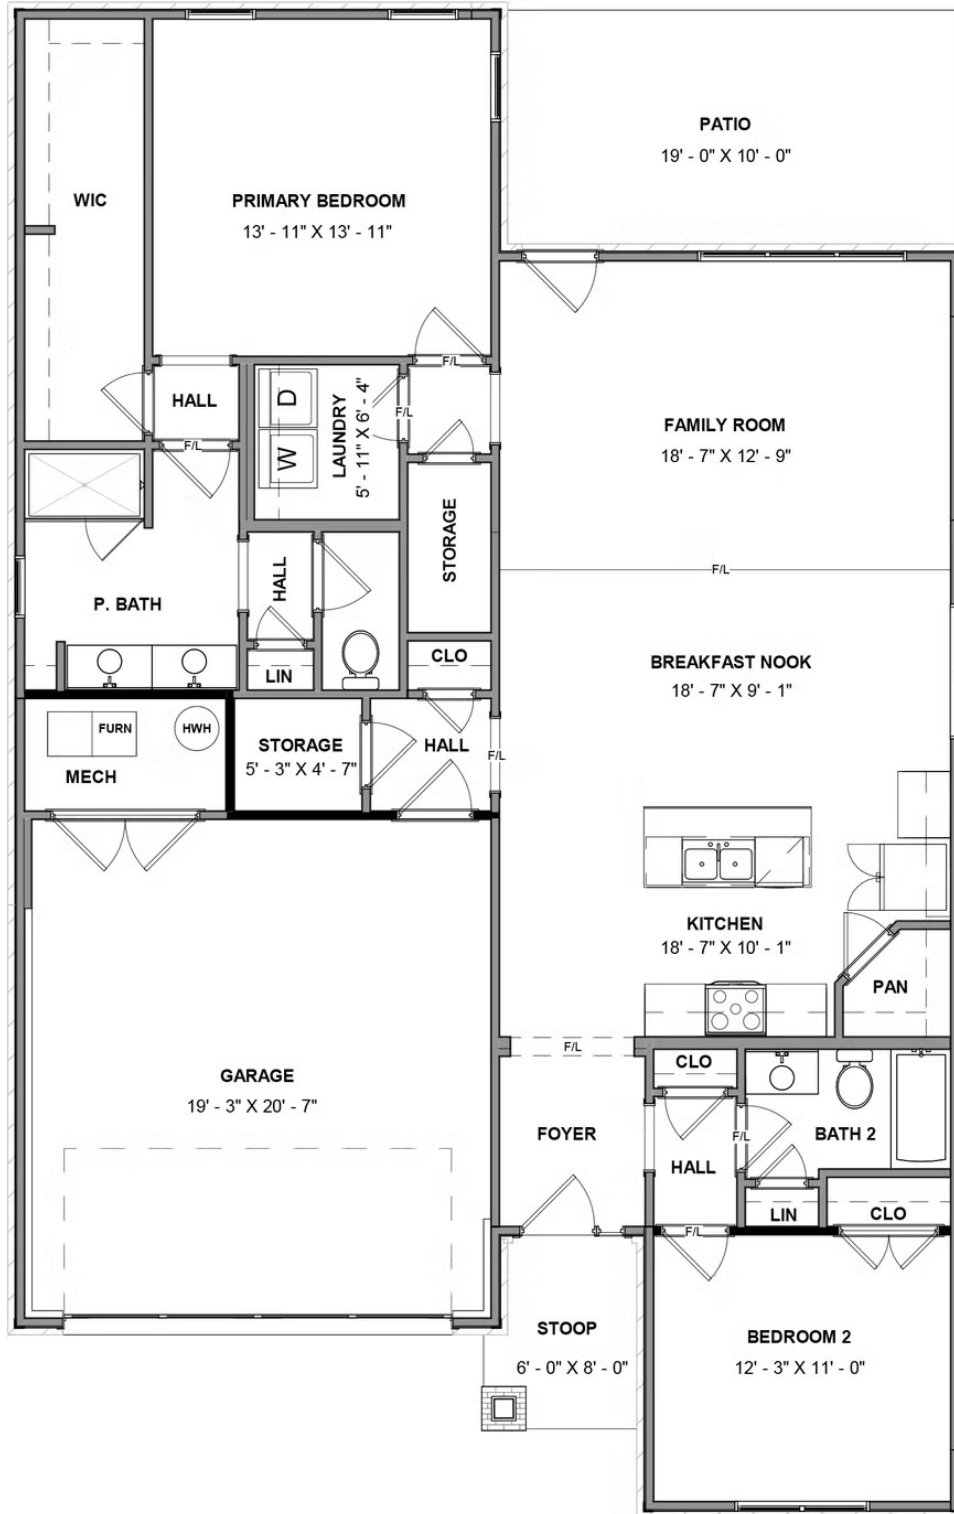 PATIO
19' - 0" X 10' - 0"
WIC
PRIMARY BEDROOM
13' - 11" X 13' - 11"
F/L
HALL
F/L
D
W
LAUNDRY
5' - 11" X 6' - 4"
F/L
FAMILY ROOM
18' - 7" X 12' - 9"
STORAGE
F/L
HALL
P. BATH
LIN
CLO
BREAKFAST NOOK
18' - 7" X 9' - 1"
FURN
HWH
MECH
STORAGE
5' - 3" X 4' - 7"
HALL
F/L
KITCHEN
18' - 7" X 10' - 1"
PAN
F/L
CLO
GARAGE
19' - 3" X 20' - 7"
FOYER
F/L
BATH 2
HALL
LIN
CLO
F/L
STOOP
6' - 0" X 8' - 0"
BEDROOM 2
12' - 3" X 11' - 0"